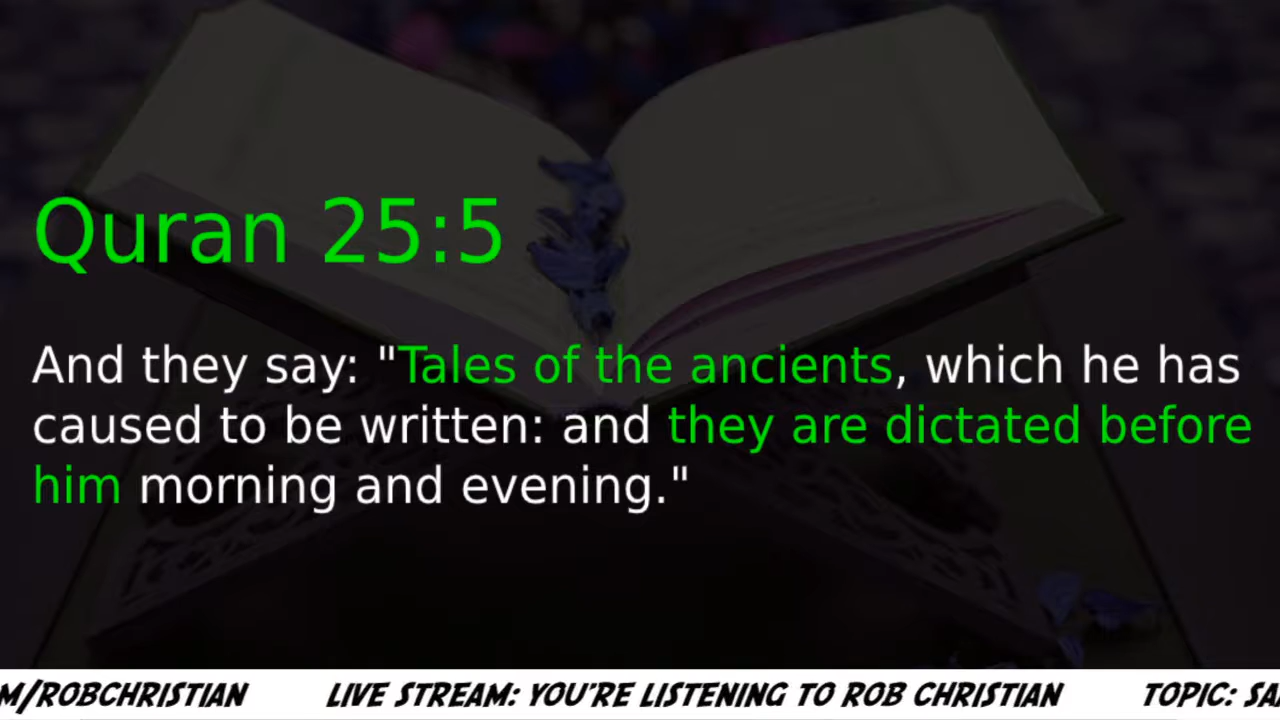 Quran 25:5
And they say: "Tales of the ancients, which he has
caused to be written: and they are dictated before
him morning and evening."
M/ROBCHRISTIAN LIVE STREAM: YOU'RE LISTENING TO ROB CHRISTIAN TOPIC: